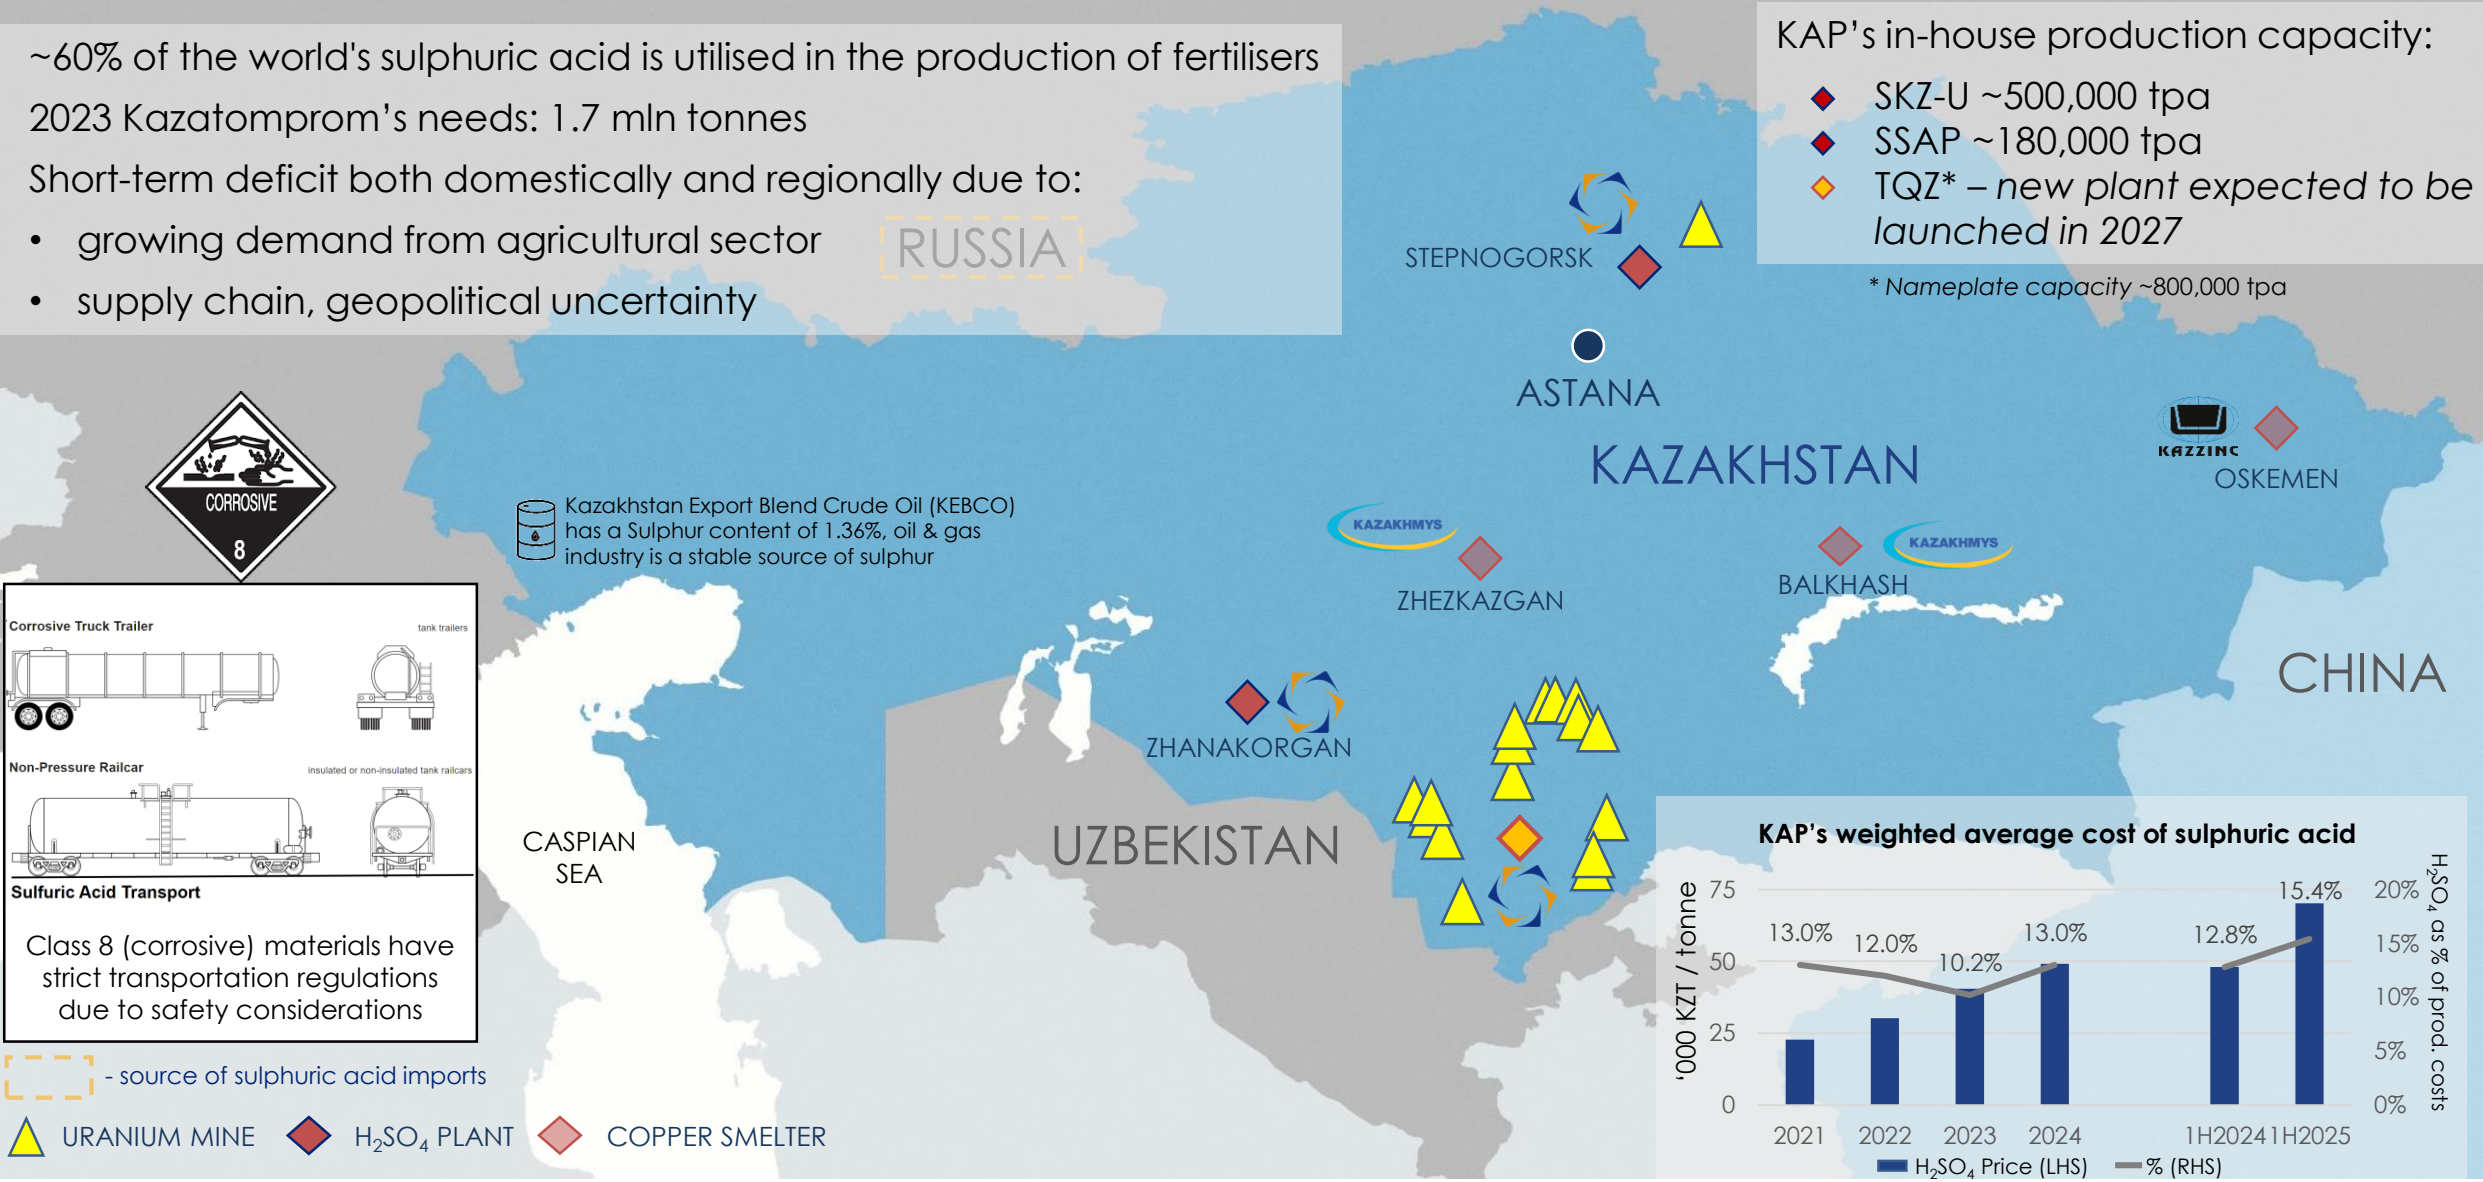 ~60% of the world's sulphuric acid is utilised in the production of fertilisers
2023 Kazatomprom's needs: 1.7 mln tonnes
Short-term deficit both domestically and regionally due to:
• growing demand from agricultural sector
• supply chain, geopolitical uncertainty
RUSSIA
KAP's in-house production capacity:
SKZ-U ~500,000 tpa
SSAP ~180,000 tpa
TQZ* – new plant expected to be
launched in 2027
* Nameplate capacity ~800,000 tpa
STEPNOGORSK
ASTANA
KAZAKHSTAN
KAZZINC
OSKEMEN
CORROSIVE
8
Kazakhstan Export Blend Crude Oil (KEBCO)
has a Sulphur content of 1.36%, oil & gas
industry is a stable source of sulphur
KAZAKHMYS
ZHEZKAZGAN
KAZAKHMYS
BALKHASH
CHINA
Corrosive Truck Trailer
tank trailers
Non-Pressure Railcar
insulated or non-insulated tank railcars
Sulfuric Acid Transport
Class 8 (corrosive) materials have
strict transportation regulations
due to safety considerations
ZHANAKORGAN
UZBEKISTAN
CASPIAN
SEA
- source of sulphuric acid imports
URANIUM MINE
H₂SO₄ PLANT
COPPER SMELTER
KAP's weighted average cost of sulphuric acid
'000 KZT / tonne
75
50
25
0
13.0%
12.0%
10.2%
13.0%
12.8%
15.4%
20%
15%
10%
5%
0%
H₂SO₄ as % of prod. costs
2021
2022
2023
2024
1H2024
1H2025
H₂SO₄ Price (LHS)
% (RHS)